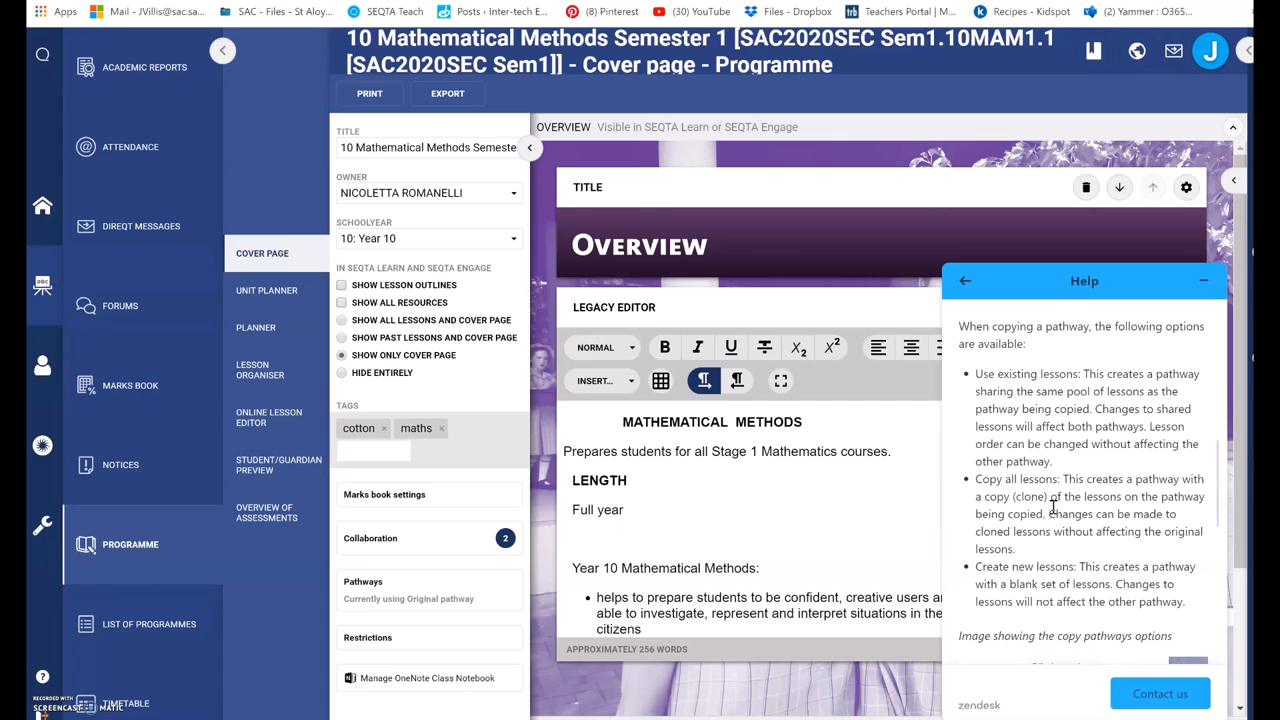 Apps
Mail - JVillis@sac.sa...
SAC - Files - St Aloy...
SEQTA Teach
Posts - Inter-tech E...
(8) Pinterest
(30) YouTube
Files - Dropbox
Teachers Portal | M...
Recipes - Kidspot
(2) Yammer : O365...
10 Mathematical Methods Semester 1 [SAC2020SEC Sem1.10MAM1.1
[SAC2020SEC Sem1]] - Cover page - Programme
J
ACADEMIC REPORTS
ATTENDANCE
DIREQT MESSAGES
FORUMS
MARKS BOOK
NOTICES
PROGRAMME
LIST OF PROGRAMMES
TIMETABLE
abc
RECORDED WITH
SCREENCAST MATIC
COVER PAGE
UNIT PLANNER
PLANNER
LESSON
ORGANISER
ONLINE LESSON
EDITOR
STUDENT/GUARDIAN
PREVIEW
OVERVIEW OF
ASSESSMENTS
PRINT
EXPORT
TITLE
10 Mathematical Methods Semeste
OWNER
NICOLETTA ROMANELLI
SCHOOLYEAR
10: Year 10
IN SEQTA LEARN AND SEQTA ENGAGE
SHOW LESSON OUTLINES
SHOW ALL RESOURCES
SHOW ALL LESSONS AND COVER PAGE
SHOW PAST LESSONS AND COVER PAGE
SHOW ONLY COVER PAGE
HIDE ENTIRELY
TAGS
cotton × maths ×
Marks book settings
Collaboration 2
Pathways
Currently using Original pathway
Restrictions
Manage OneNote Class Notebook
OVERVIEW Visible in SEQTA Learn or SEQTA Engage
TITLE
OVERVIEW
LEGACY EDITOR
NORMAL B I U T X2 X2
INSERT...
MATHEMATICAL METHODS
Prepares students for all Stage 1 Mathematics courses.
LENGTH
Full year
Year 10 Mathematical Methods:
• helps to prepare students to be confident, creative users a
able to investigate, represent and interpret situations in the
citizens
APPROXIMATELY 256 WORDS
Help
When copying a pathway, the following options
are available:
• Use existing lessons: This creates a pathway
sharing the same pool of lessons as the
pathway being copied. Changes to shared
lessons will affect both pathways. Lesson
order can be changed without affecting the
other pathway.
• Copy all lessons: This creates a pathway with
a copy (clone) of the lessons on the pathway
being copied. Changes can be made to
cloned lessons without affecting the original
lessons.
• Create new lessons: This creates a pathway
with a blank set of lessons. Changes to
lessons will not affect the other pathway.
Image showing the copy pathways options
zendesk
Contact us